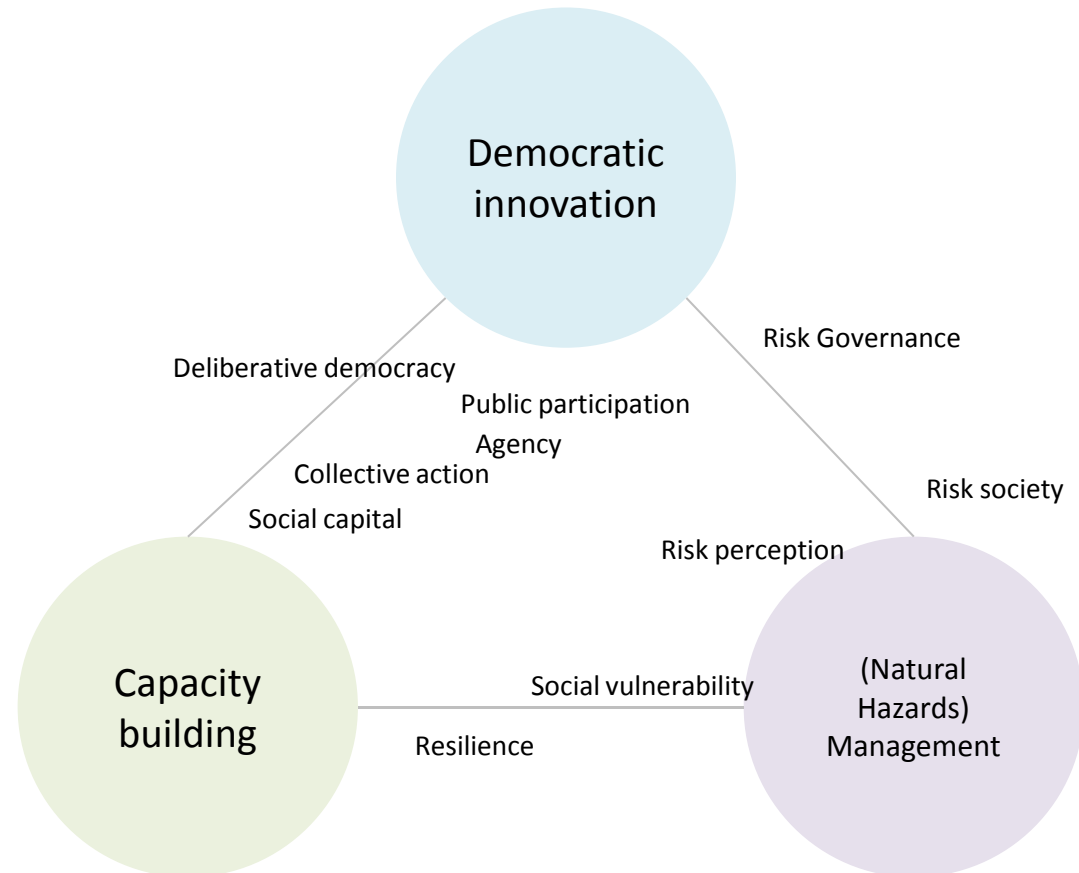 Democratic
innovation
Risk Governance
Deliberative democracy
Public participation
Agency
Collective action
Risk society
Social capital
Risk perception
Capacity
building
(Natural
Hazards)
Management
Social vulnerability
Resilience